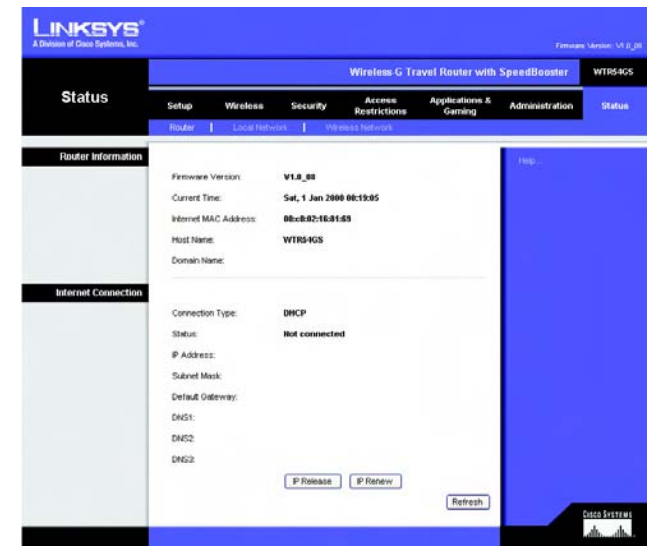 LINKSYS®
A Division of Cisco Systems, Inc.
Firmware Version: V1.0_08
Wireless-G Travel Router with SpeedBooster
WTR54GS
Status
Setup
Wireless
Security
Access Restrictions
Applications & Gaming
Administration
Status
Router
Local Network
Wireless Network
Router Information
Help...
Firmware Version: V1.0_08
Current Time: Sat, 1 Jan 2000 00:19:05
Internet MAC Address:
Host Name: WTR54GS
Domain Name:
Internet Connection
Connection Type: DHCP
Status: Not connected
IP Address:
Subnet Mask:
Default Gateway:
DNS1:
DNS2:
DNS3:
IP Release
IP Renew
Refresh
CISCO SYSTEMS